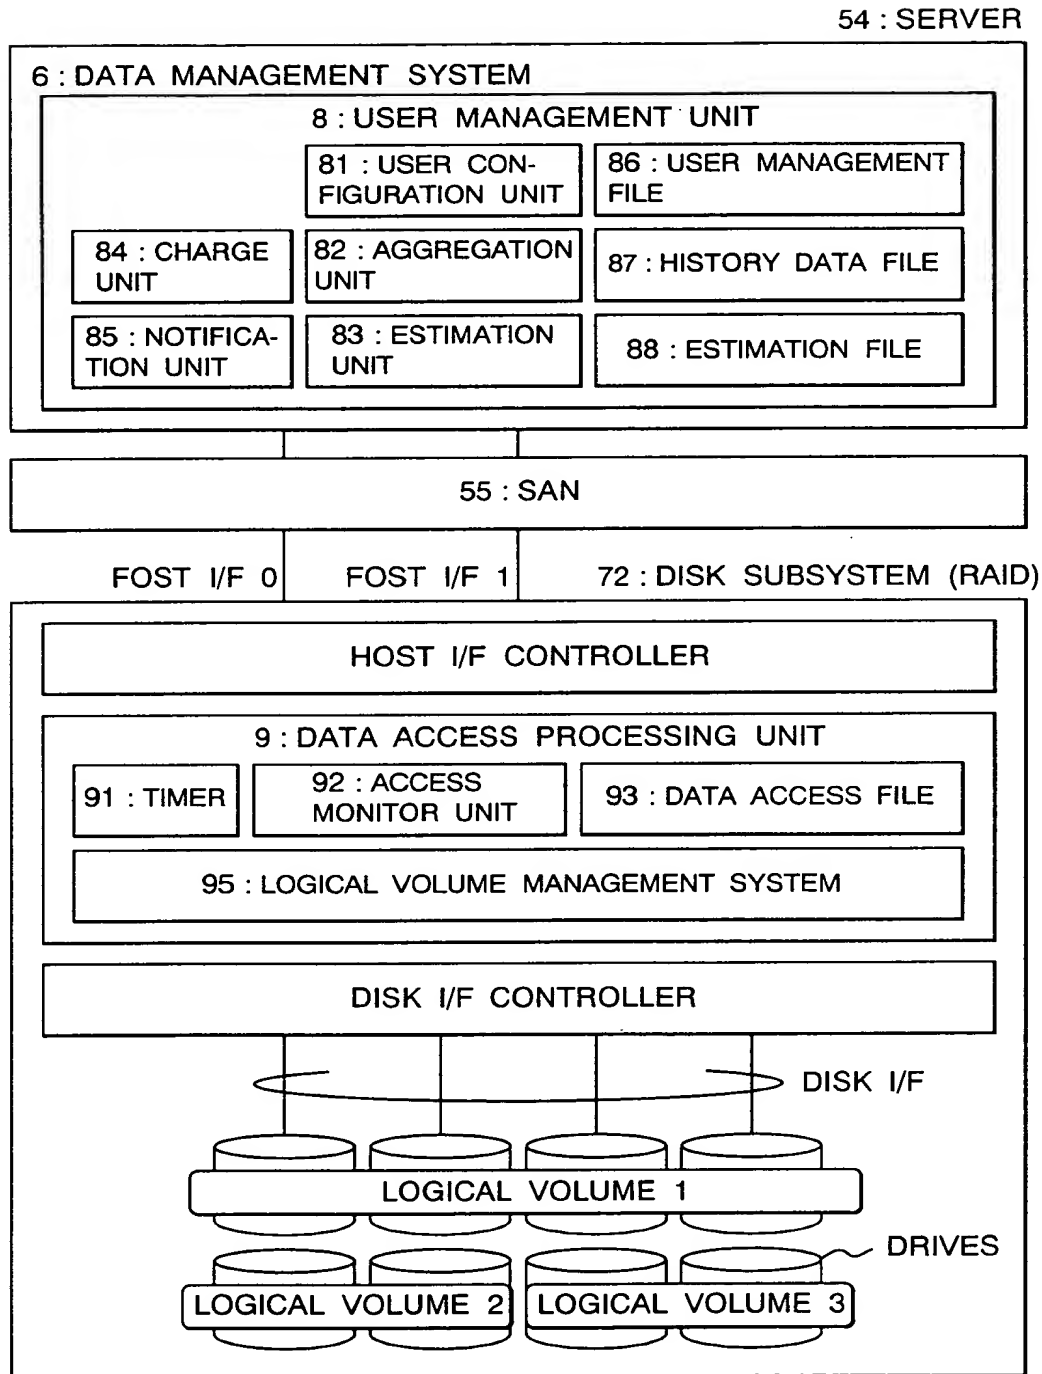 54 : SERVER
6 : DATA MANAGEMENT SYSTEM
8 : USER MANAGEMENT UNIT
81 : USER CON-
FIGURATION UNIT
86 : USER MANAGEMENT
FILE
84 : CHARGE
UNIT
82 : AGGREGATION
UNIT
87 : HISTORY DATA FILE
85 : NOTIFICA-
TION UNIT
83 : ESTIMATION
UNIT
88 : ESTIMATION FILE
55 : SAN
FOST I/F 0
FOST I/F 1
72 : DISK SUBSYSTEM (RAID)
HOST I/F CONTROLLER
9 : DATA ACCESS PROCESSING UNIT
91 : TIMER
92 : ACCESS
MONITOR UNIT
93 : DATA ACCESS FILE
95 : LOGICAL VOLUME MANAGEMENT SYSTEM
DISK I/F CONTROLLER
DISK I/F
LOGICAL VOLUME 1
DRIVES
LOGICAL VOLUME 2
LOGICAL VOLUME 3